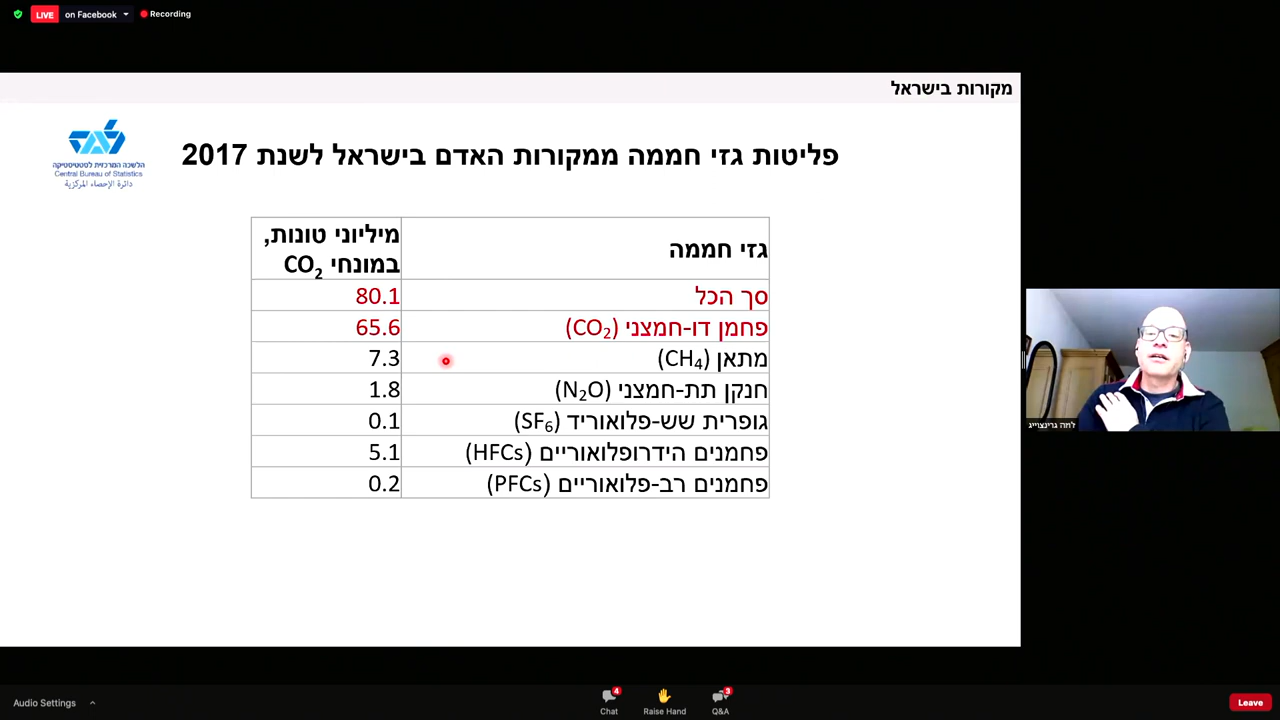 LIVE on Facebook Recording
מקורות בישראל
הלשכה המרכזית לסטטיסטיקה
Central Bureau of Statistics
دائرة الإحصاء المركزية
פליטות גזי חממה ממקורות האדם בישראל לשנת 2017
גזי חממה מיליוני טונות, במונחי CO₂
סך הכל 80.1
פחמן דו-חמצני (CO₂) 65.6
מתאן (CH₄) 7.3
חנקן תת-חמצני (N₂O) 1.8
גופרית שש-פלואוריד (SF₆) 0.1
פחמנים הידרופלואוריים (HFCs) 5.1
פחמנים רב-פלואוריים (PFCs) 0.2
גרינצוייג
Audio Settings
4
Chat
Raise Hand
3
Q&A
Leave